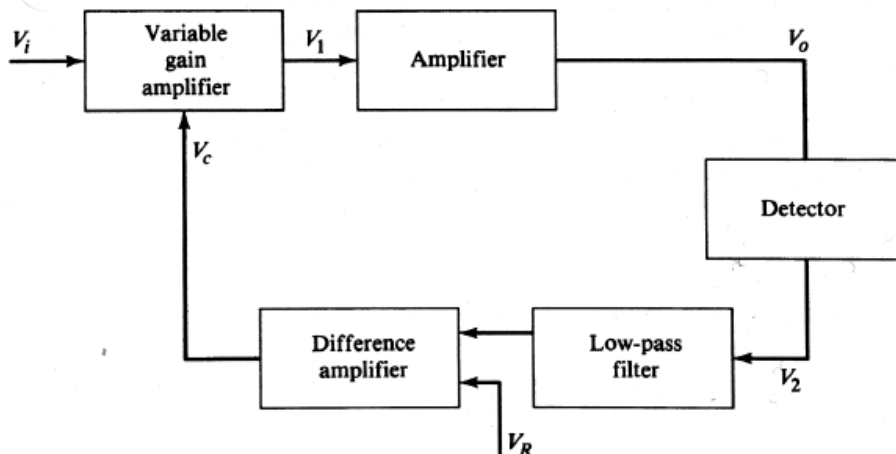 V_i
Variable
gain
amplifier
V_1
Amplifier
V_o
V_c
Detector
Difference
amplifier
Low-pass
filter
V_2
V_R